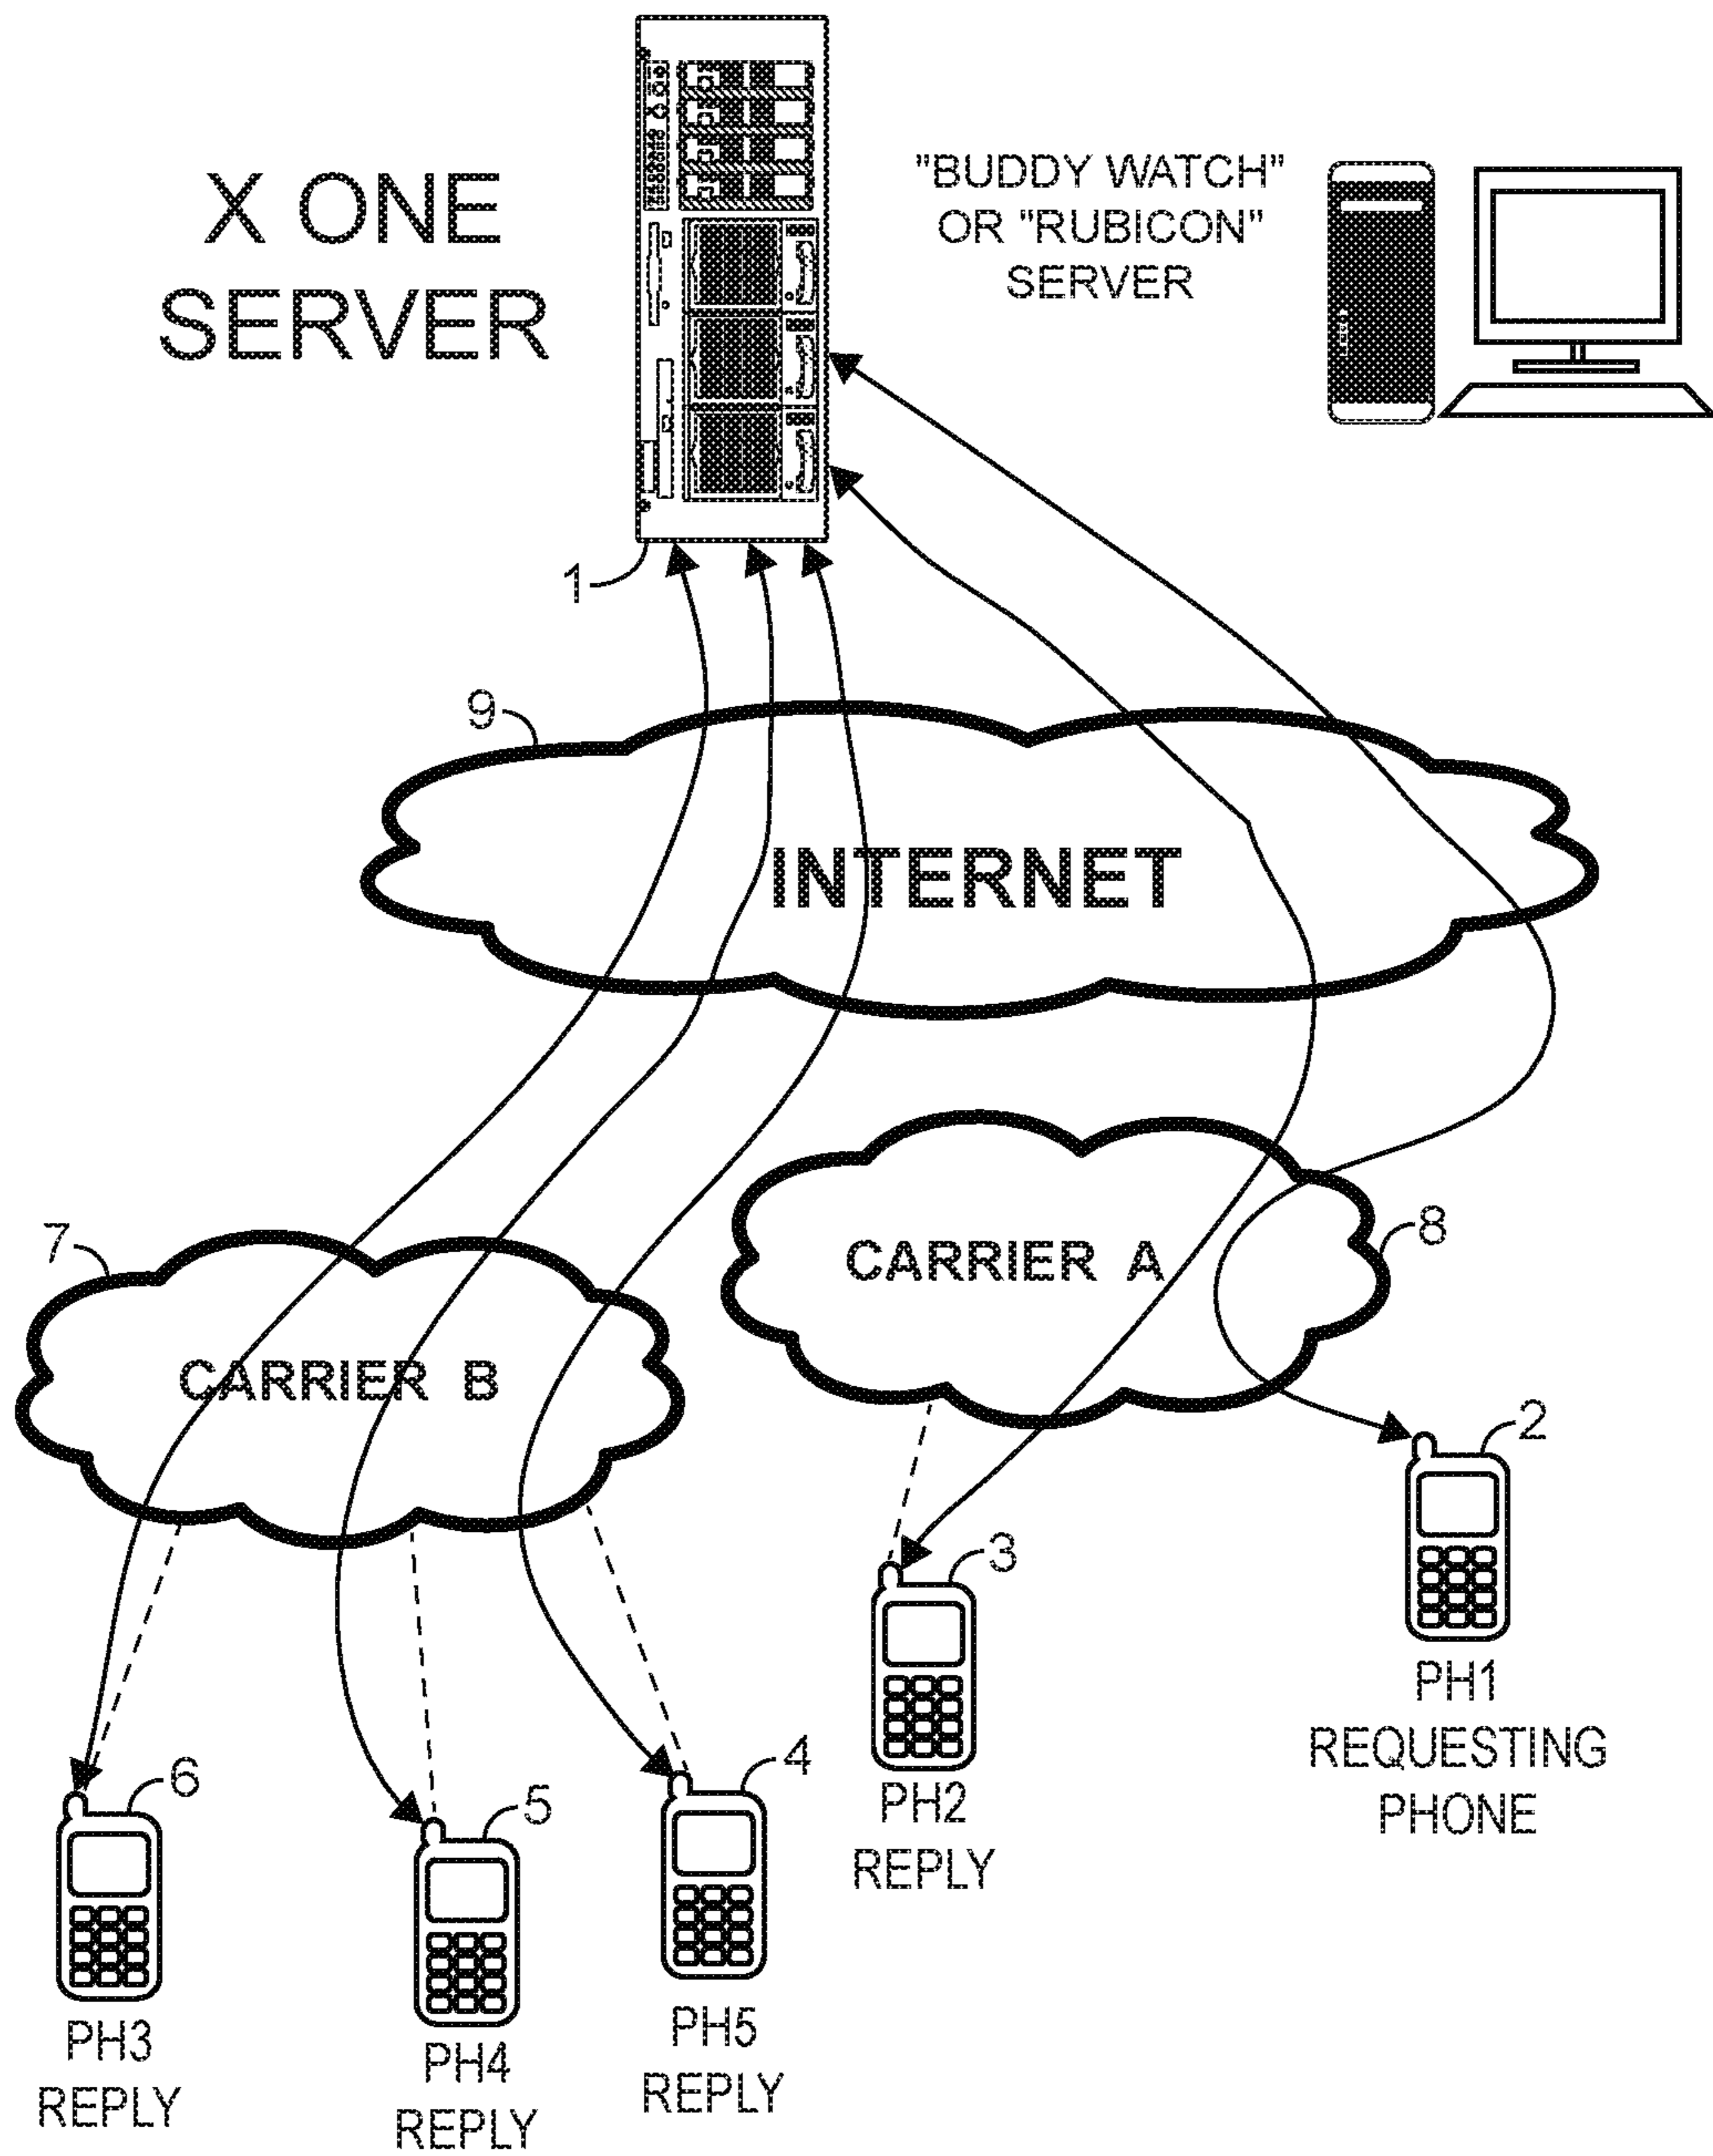 X ONE
SERVER
"BUDDY WATCH"
OR "RUBICON"
SERVER
1
9
INTERNET
7
CARRIER B
CARRIER A
8
2
PH1
REQUESTING
PHONE
3
PH2
REPLY
4
PH5
REPLY
5
PH4
REPLY
6
PH3
REPLY